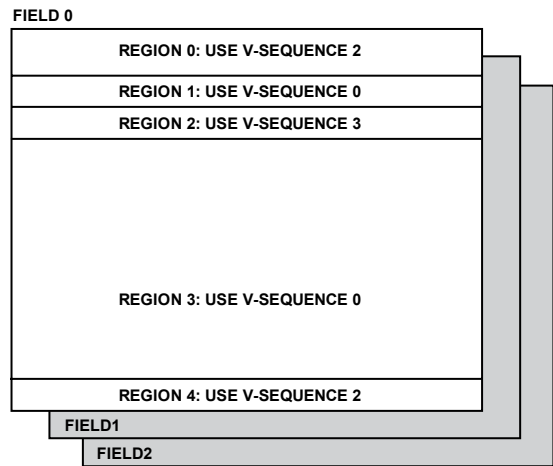 FIELD 0
REGION 0: USE V-SEQUENCE 2
REGION 1: USE V-SEQUENCE 0
REGION 2: USE V-SEQUENCE 3
REGION 3: USE V-SEQUENCE 0
REGION 4: USE V-SEQUENCE 2
FIELD1
FIELD2